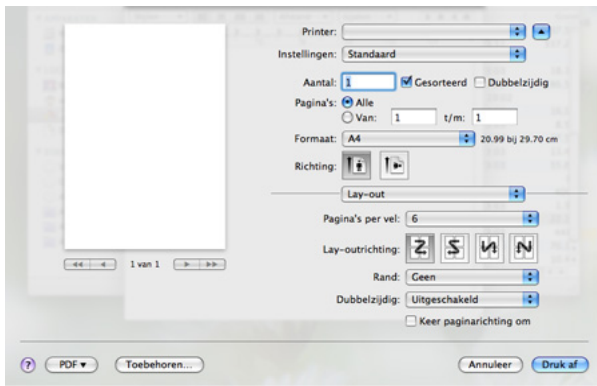 Printer:
Instellingen: Standaard
Aantal: 1 Gesorteerd Dubbelzijdig
Pagina's: Alle
Van: 1 t/m: 1
Formaat: A4 20.99 bij 29.70 cm
Richting:
Lay-out
Pagina's per vel: 6
Lay-outrichting:
1 van 1
Rand: Geen
Dubbelzijdig: Uitgeschakeld
Keer paginarichting om
? PDF▼ Toebehoren... Annuleer Druk af